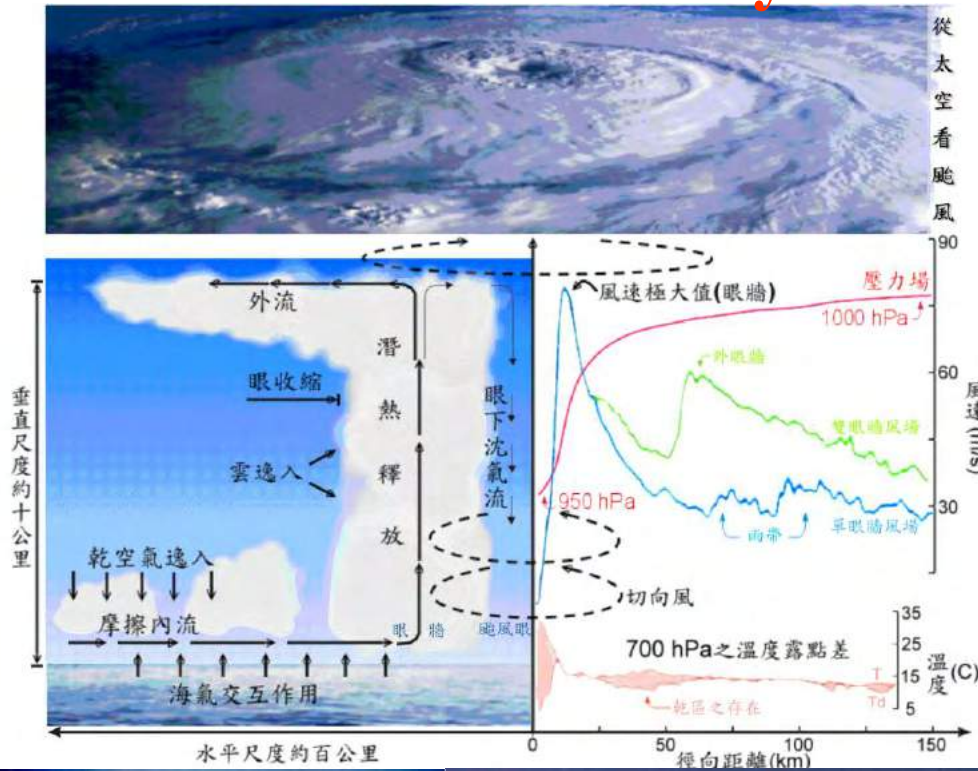 y
從太空看颱風
外流
潛熱釋放
眼收縮
雲逸入
眼下沈氣流
乾空氣逸入
摩擦內流
眼牆
颱風眼
海氣交互作用
垂直尺度約十公里
水平尺度約百公里
90
60
30
風速(m/s)
風速極大值(眼牆)
壓力場
1000 hPa
外眼牆
雙眼牆風場
950 hPa
雨帶
單眼牆風場
切向風
700 hPa之溫度露點差
T
Td
乾區之存在
35
25
15
5
溫度(C)
0
50
100
150
徑向距離(km)